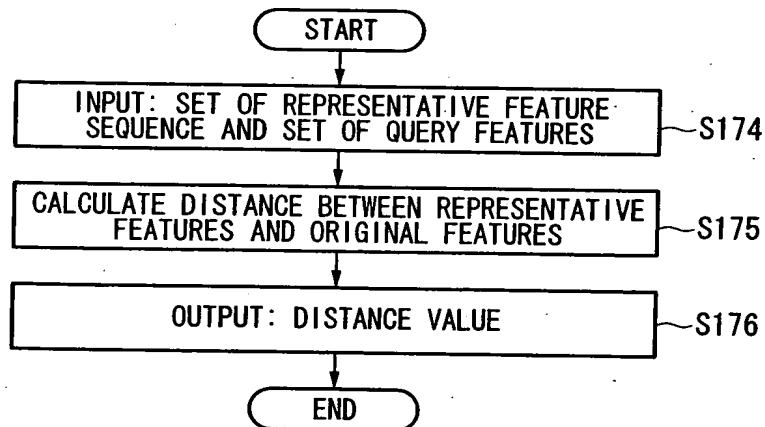 START
INPUT: SET OF REPRESENTATIVE FEATURE
SEQUENCE AND SET OF QUERY FEATURES
S174
CALCULATE DISTANCE BETWEEN REPRESENTATIVE
FEATURES AND ORIGINAL FEATURES
S175
OUTPUT: DISTANCE VALUE
S176
END